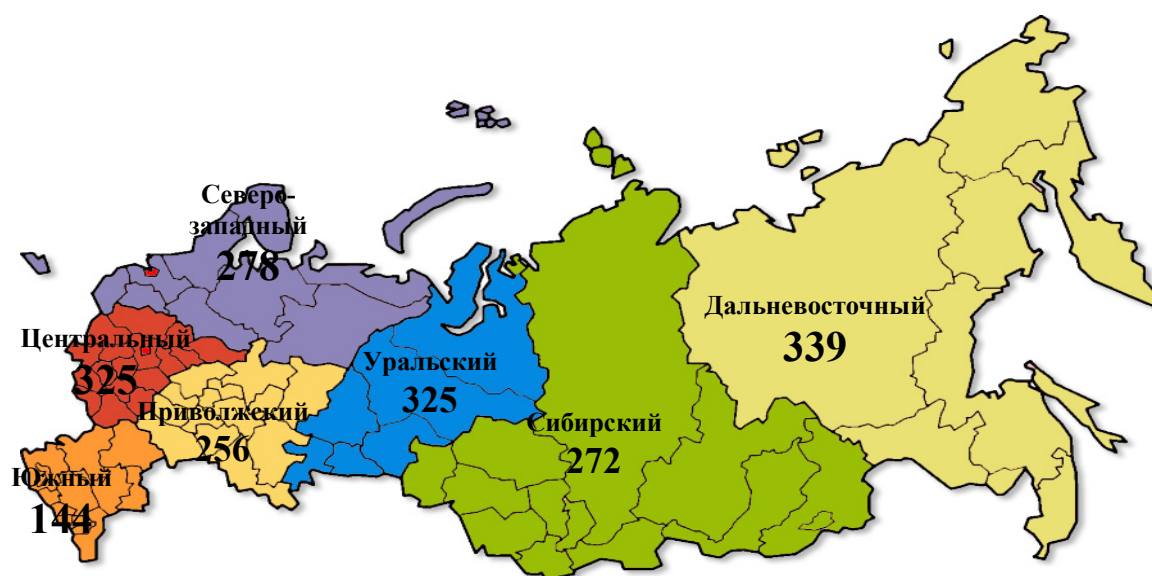 Северо-
западный
278
Центральный
325
Приволжский
256
Южный
144
Уральский
325
Сибирский
272
Дальневосточный
339